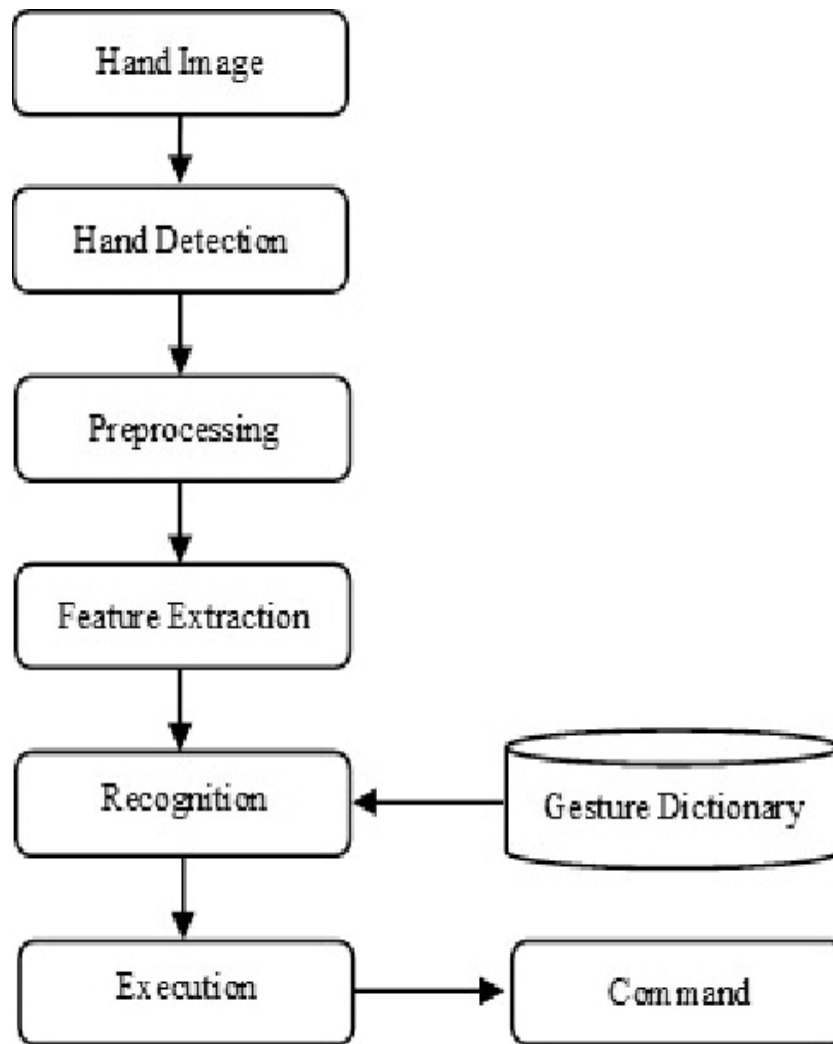 Hand Image
Hand Detection
Preprocessing
Feature Extraction
Recognition
Gesture Dictionary
Execution
Command